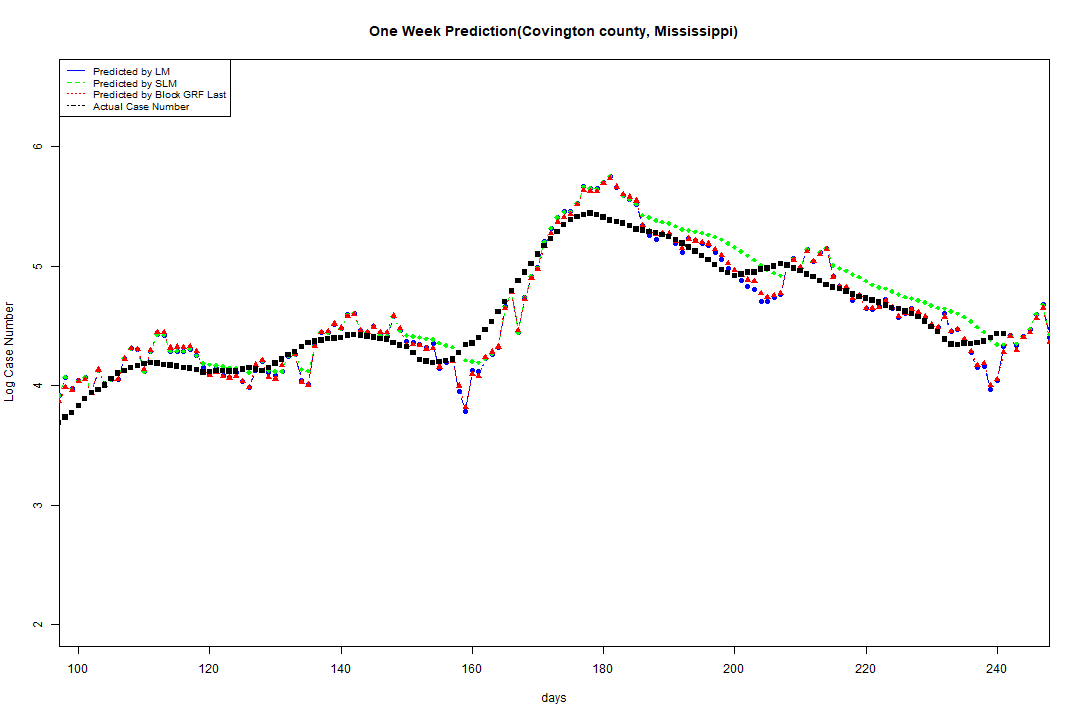 One Week Prediction(Covington county, Mississippi)
Predicted by LM
Predicted by SLM
Predicted by Block GRF Last
Actual Case Number
6
5
4
3
2
Log Case Number
100 120 140 160 180 200 220 240
days